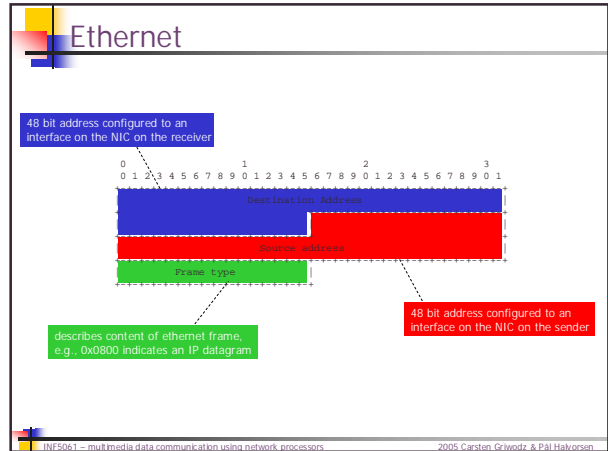 Ethernet
48 bit address configured to an
interface on the NIC on the receiver
0                   1                   2                   3
0 1 2 3 4 5 6 7 8 9 0 1 2 3 4 5 6 7 8 9 0 1 2 3 4 5 6 7 8 9 0 1
Destination Address
Source address
Frame type
48 bit address configured to an
interface on the NIC on the sender
describes content of ethernet frame,
e.g., 0x0800 indicates an IP datagram
INF5061 – multimedia data communication using network processors
2005 Carsten Griwodz & Pål Halvorsen